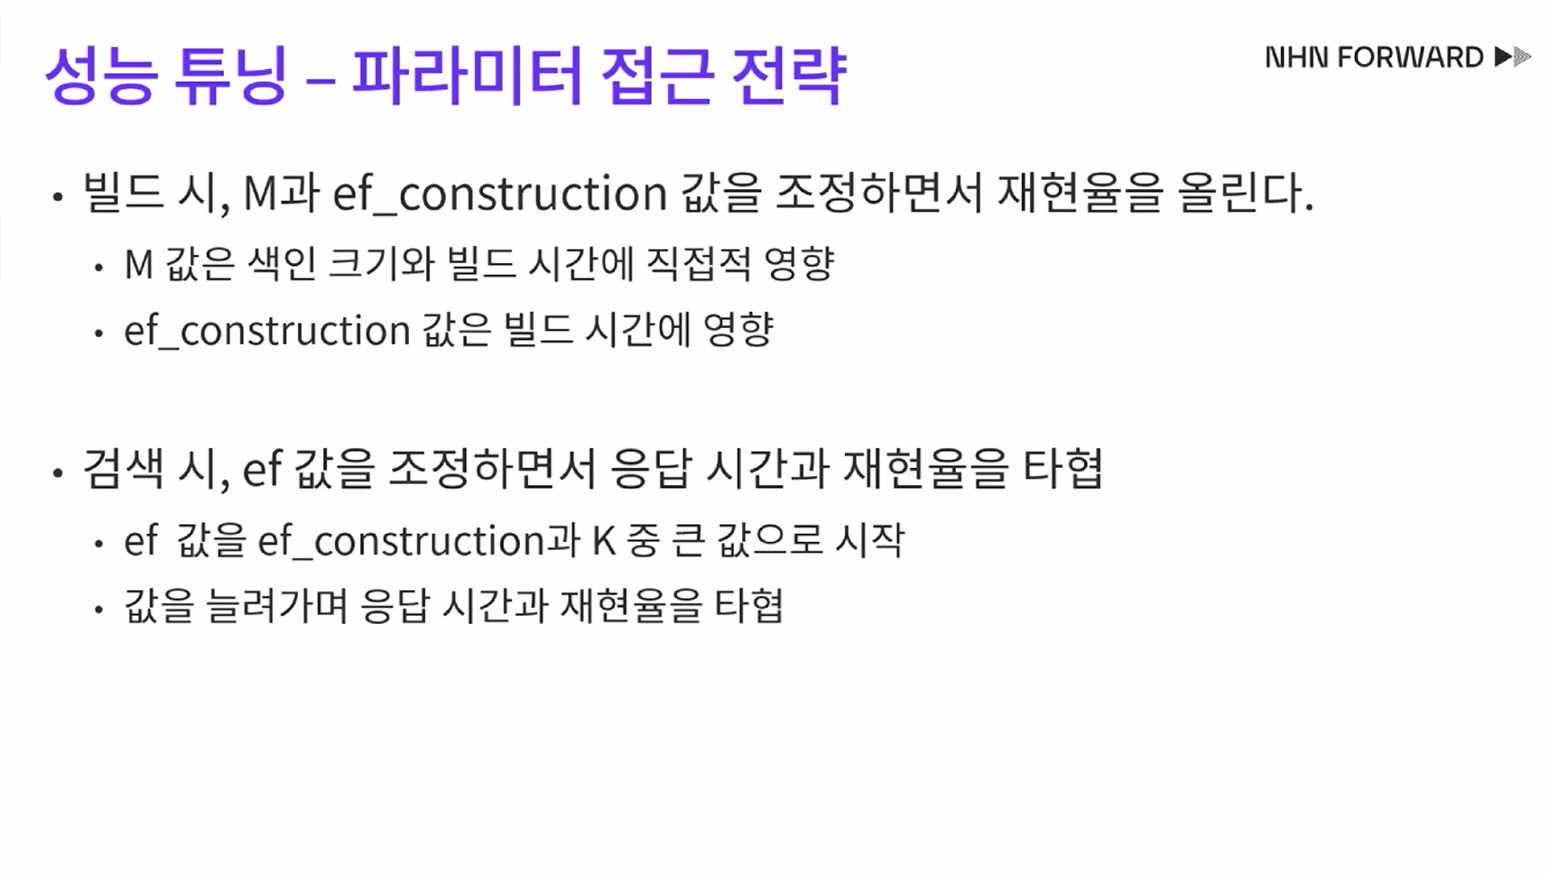 성능 튜닝 – 파라미터 접근 전략
NHN FORWARD
• 빌드 시, M과 ef_construction 값을 조정하면서 재현율을 올린다.
• M 값은 색인 크기와 빌드 시간에 직접적 영향
• ef_construction 값은 빌드 시간에 영향
• 검색 시, ef 값을 조정하면서 응답 시간과 재현율을 타협
• ef 값을 ef_construction과 K 중 큰 값으로 시작
• 값을 늘려가며 응답 시간과 재현율을 타협